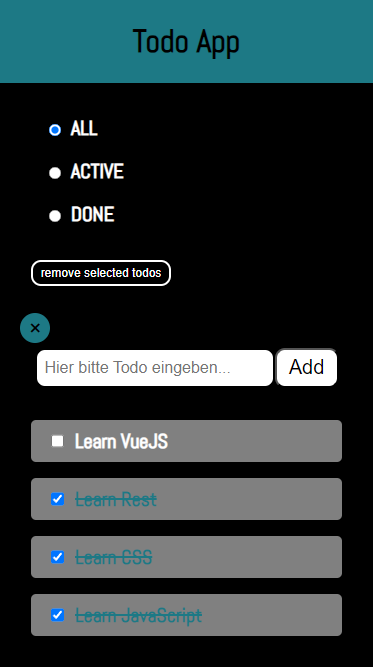 Todo App
ALL
ACTIVE
DONE
remove selected todos
×
Hier bitte Todo eingeben... Add
Learn VueJS
Learn Rest
Learn CSS
Learn JavaScript